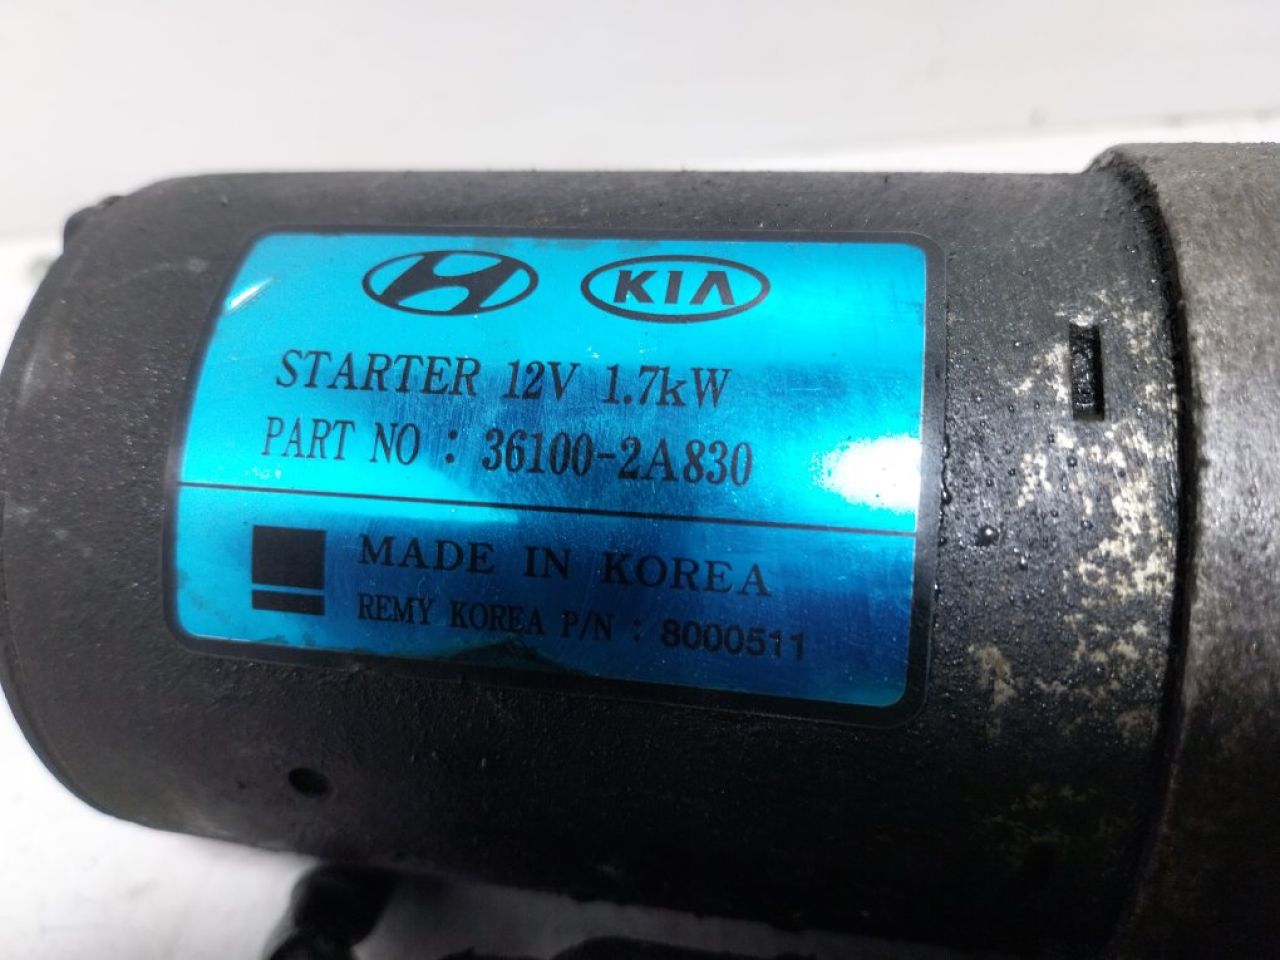 KIA
STARTER 12V 1.7kW
PART NO : 36100-2A830
MADE IN KOREA
REMY KOREA P/N : 8000511